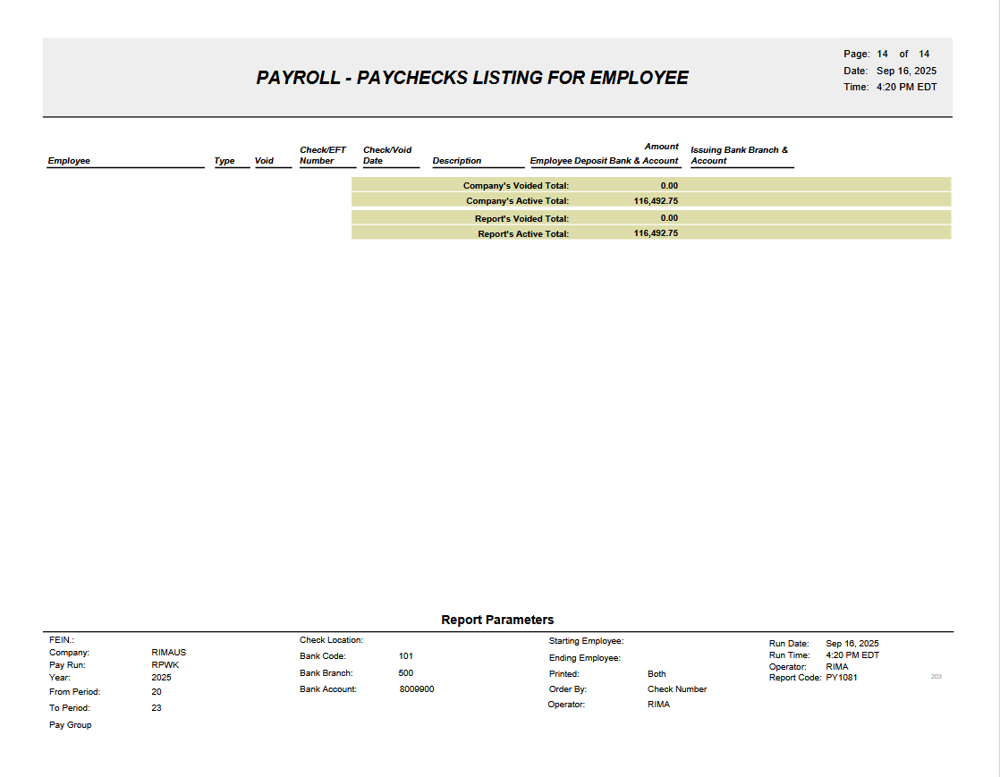 PAYROLL - PAYCHECKS LISTING FOR EMPLOYEE
Page: 14 of 14
Date: Sep 16, 2025
Time: 4:20 PM EDT
Employee Type Void Check/EFT Number Check/Void Date Description Amount Employee Deposit Bank & Account Issuing Bank Branch & Account
Company's Voided Total: 0.00
Company's Active Total: 116,492.75
Report's Voided Total: 0.00
Report's Active Total: 116,492.75
Report Parameters
FEIN.:
Company: RIMAUS
Pay Run: RPWK
Year: 2025
From Period: 20
To Period: 23
Pay Group
Check Location:
Bank Code: 101
Bank Branch: 500
Bank Account: 8009900
Starting Employee:
Ending Employee:
Printed: Both
Order By: Check Number
Operator: RIMA
Run Date: Sep 16, 2025
Run Time: 4:20 PM EDT
Operator: RIMA
Report Code: PY1081
203